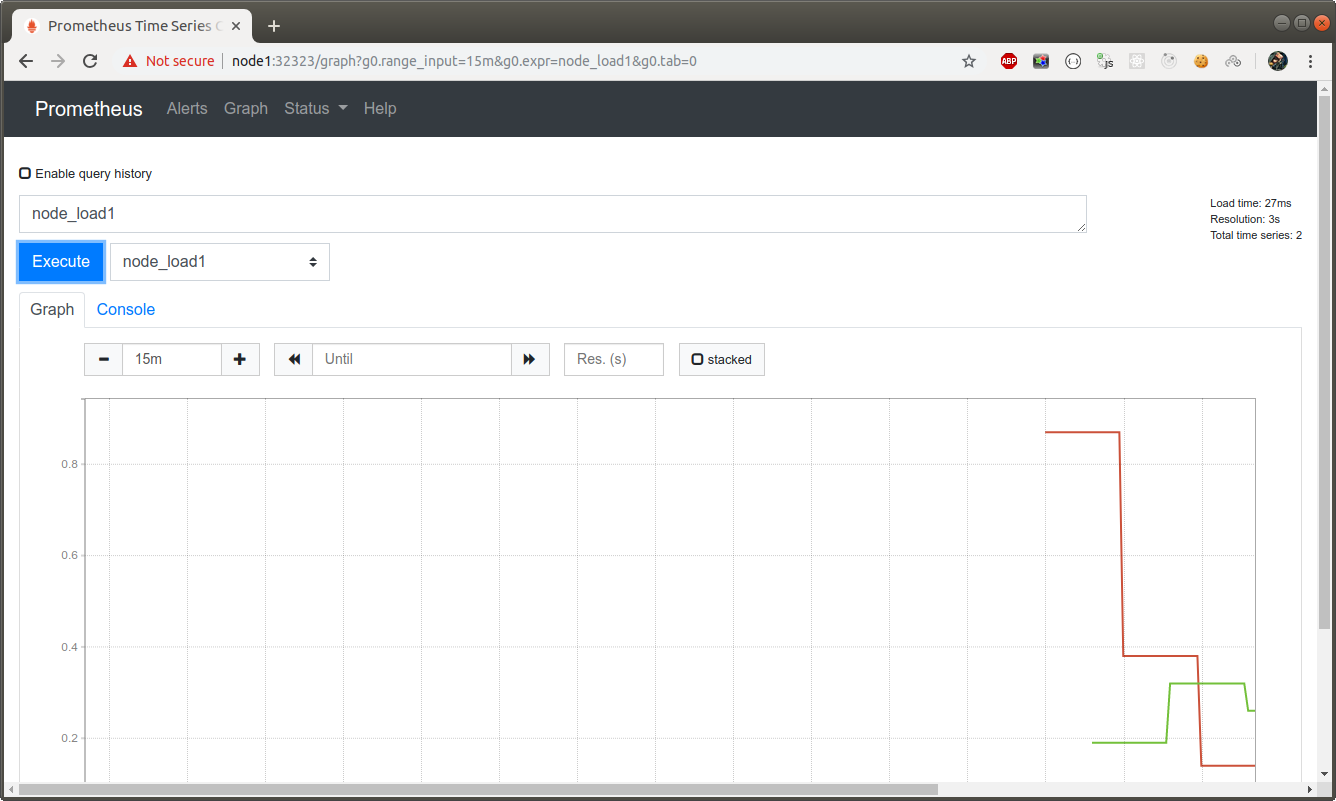 Prometheus Time Series C
Not secure
node1:32323/graph?g0.range_input=15m&g0.expr=node_load1&g0.tab=0
ABP
JS
Prometheus Alerts Graph Status Help
Enable query history
node_load1
Load time: 27ms
Resolution: 3s
Total time series: 2
Execute node_load1
Graph Console
15m Until Res. (s) stacked
0.8
0.6
0.4
0.2